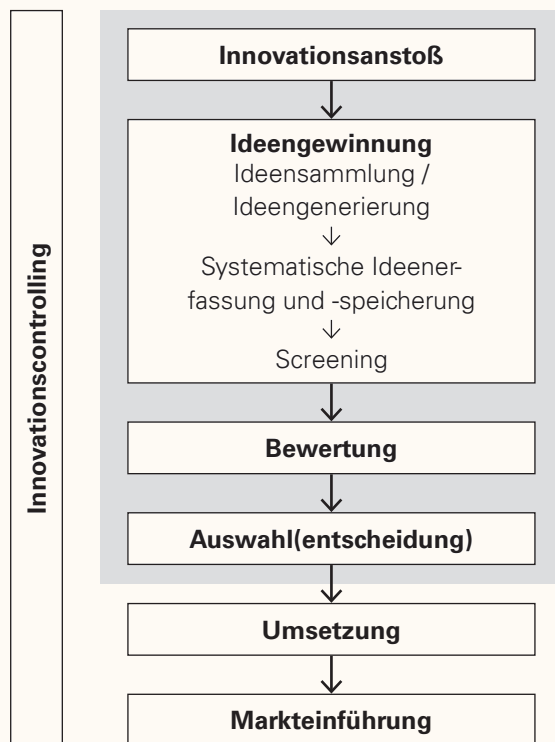 Innovationscontrolling
Innovationsanstoß
Ideengewinnung
Ideensammlung /
Ideengenerierung
Systematische Ideener-
fassung und -speicherung
Screening
Bewertung
Auswahl(entscheidung)
Umsetzung
Markteinführung